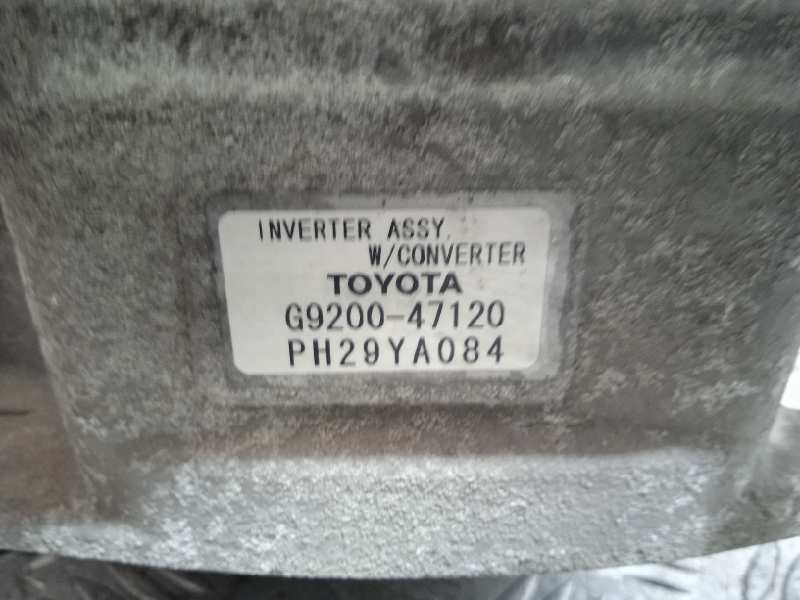 INVERTER ASSY,
W/CONVERTER
TOYOTA
G9200-47120
PH29YA084